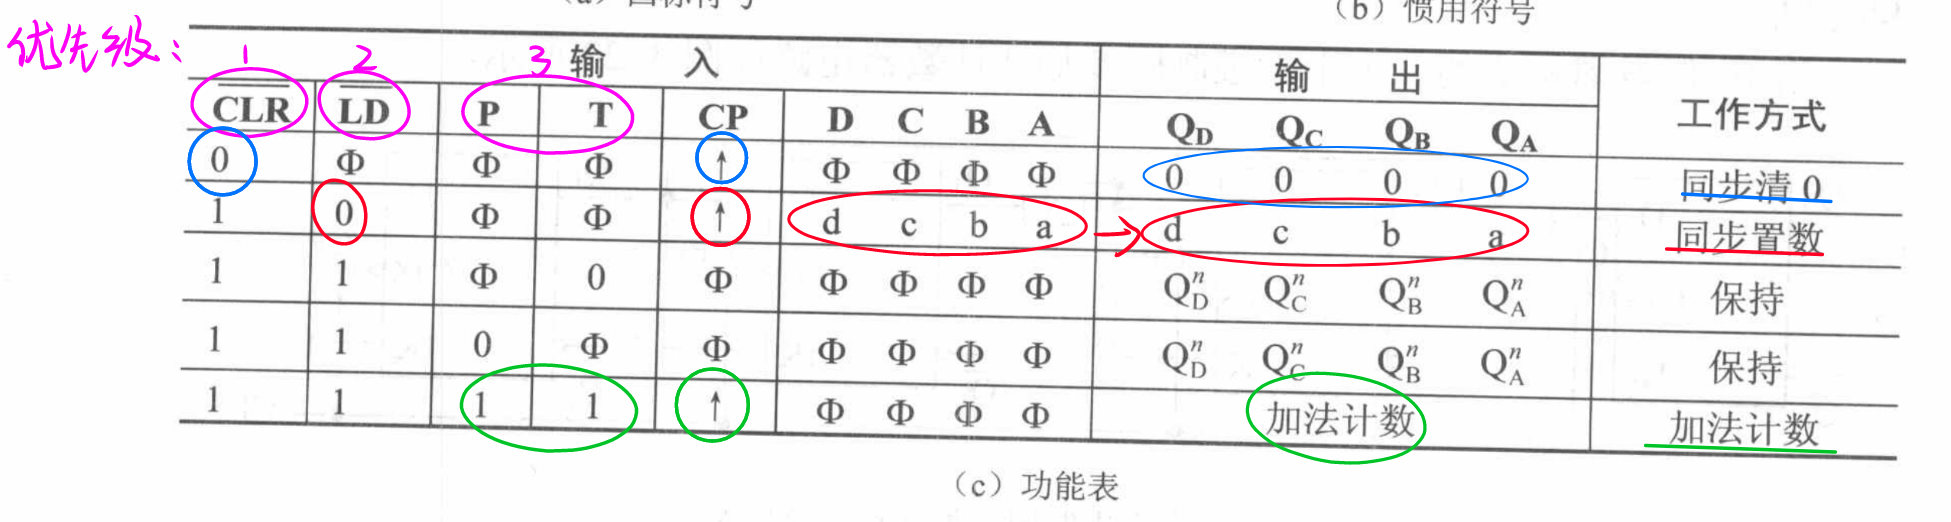 (b) 惯用符号
优先级: 1 2 3
输 入 输 出 工作方式
CLR LD P T CP D C B A Q_D Q_C Q_B Q_A
0 Φ Φ Φ ↑ Φ Φ Φ Φ 0 0 0 0 同步清 0
1 0 Φ Φ ↑ d c b a → d c b a 同步置数
1 1 Φ 0 Φ Φ Φ Φ Φ Q_D^n Q_C^n Q_B^n Q_A^n 保持
1 1 0 Φ Φ Φ Φ Φ Φ Q_D^n Q_C^n Q_B^n Q_A^n 保持
1 1 1 1 ↑ Φ Φ Φ Φ 加法计数 加法计数
(c) 功能表